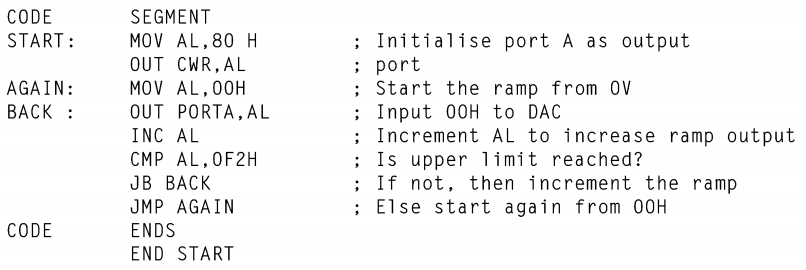 CODE SEGMENT
START: MOV AL,80 H ; Initialise port A as output
OUT CWR,AL ; port
AGAIN: MOV AL,00H ; Start the ramp from 0V
BACK : OUT PORTA,AL ; Input 00H to DAC
INC AL ; Increment AL to increase ramp output
CMP AL,0F2H ; Is upper limit reached?
JB BACK ; If not, then increment the ramp
JMP AGAIN ; Else start again from 00H
CODE ENDS
END START